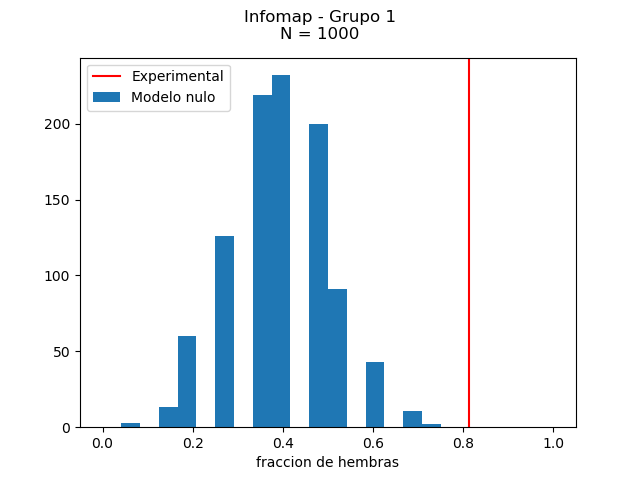 Infomap - Grupo 1
N = 1000
Experimental
Modelo nulo
200
150
100
50
0
0.0 0.2 0.4 0.6 0.8 1.0
fraccion de hembras